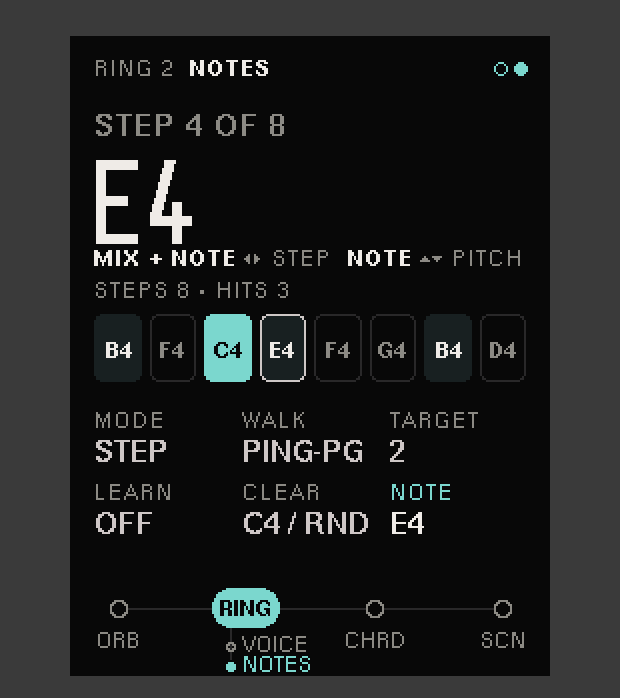 RING 2 NOTES
STEP 4 OF 8
E4
MIX + NOTE ◂▸ STEP NOTE ▴▾ PITCH
STEPS 8 · HITS 3
B4 F4 C4 E4 F4 G4 B4 D4
MODE WALK TARGET
STEP PING-PG 2
LEARN CLEAR NOTE
OFF C4 / RND E4
RING
ORB VOICE CHRD SCN
NOTES